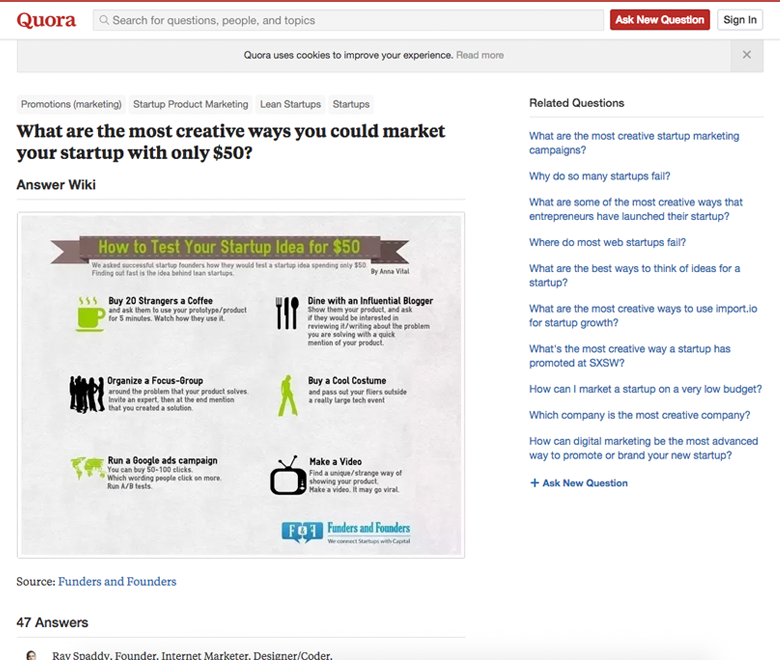 Quora
Search for questions, people, and topics
Ask New Question
Sign In
Quora uses cookies to improve your experience. Read more
Promotions (marketing) Startup Product Marketing Lean Startups Startups
What are the most creative ways you could market
your startup with only $50?
Answer Wiki
How to Test Your Startup Idea for $50
We asked successful startup founders how they would test a startup idea spending only $50.
Finding out fast is the idea behind lean startups.
By Anna Vital
Buy 20 Strangers a Coffee
and ask them to use your prototype/product
for 5 minutes. Watch how they use it.
Dine with an Influential Blogger
Show them your product, and ask
if they would be interested in
reviewing it/writing about the problem
you are solving with a quick
mention of your product.
Organize a Focus-Group
around the problem that your product solves.
Invite an expert, then at the end mention
that you created a solution.
Buy a Cool Costume
and pass out your fliers outside
a really large tech event
Run a Google ads campaign
You can buy 50-100 clicks.
Which wording people click on more.
Run A/B tests.
Make a Video
Find a unique/strange way of
showing your product.
Make a video. It may go viral.
F&F
Funders and Founders
We connect Startups with Capital
Source: Funders and Founders
47 Answers
Ray Spaddy, Founder, Internet Marketer, Designer/Coder.
Related Questions
What are the most creative startup marketing
campaigns?
Why do so many startups fail?
What are some of the most creative ways that
entrepreneurs have launched their startup?
Where do most web startups fail?
What are the best ways to think of ideas for a
startup?
What are the most creative ways to use import.io
for startup growth?
What's the most creative way a startup has
promoted at SXSW?
How can I market a startup on a very low budget?
Which company is the most creative company?
How can digital marketing be the most advanced
way to promote or brand your new startup?
+ Ask New Question